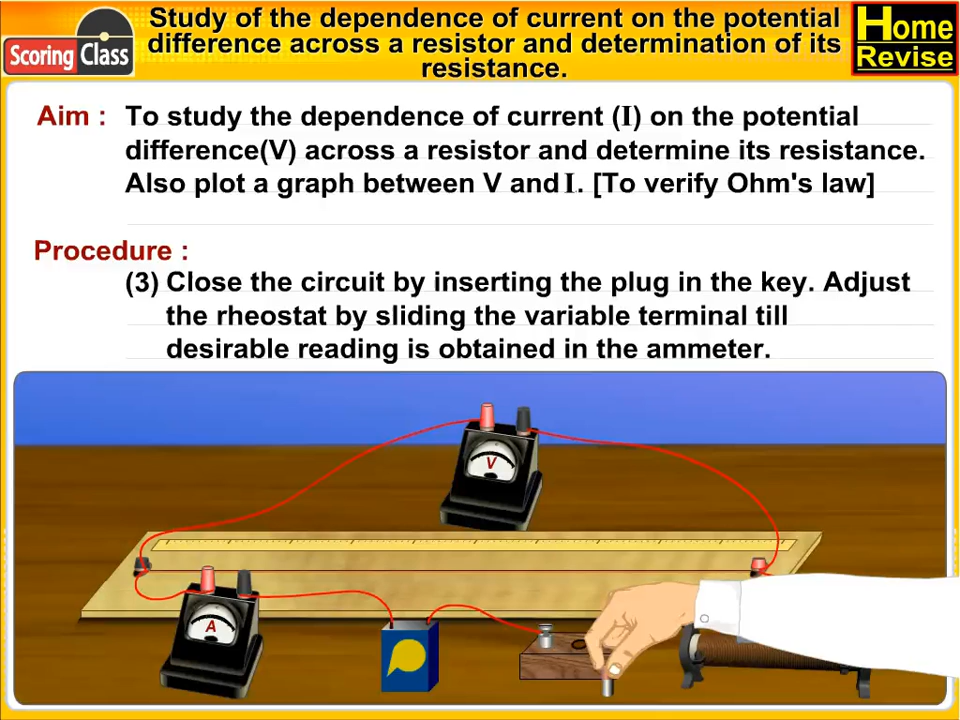 Study of the dependence of current on the potential
difference across a resistor and determination of its
resistance.
Scoring Class
Home
Revise
Aim : To study the dependence of current (I) on the potential
difference(V) across a resistor and determine its resistance.
Also plot a graph between V and I. [To verify Ohm's law]
Procedure :
(3) Close the circuit by inserting the plug in the key. Adjust
the rheostat by sliding the variable terminal till
desirable reading is obtained in the ammeter.
V
A